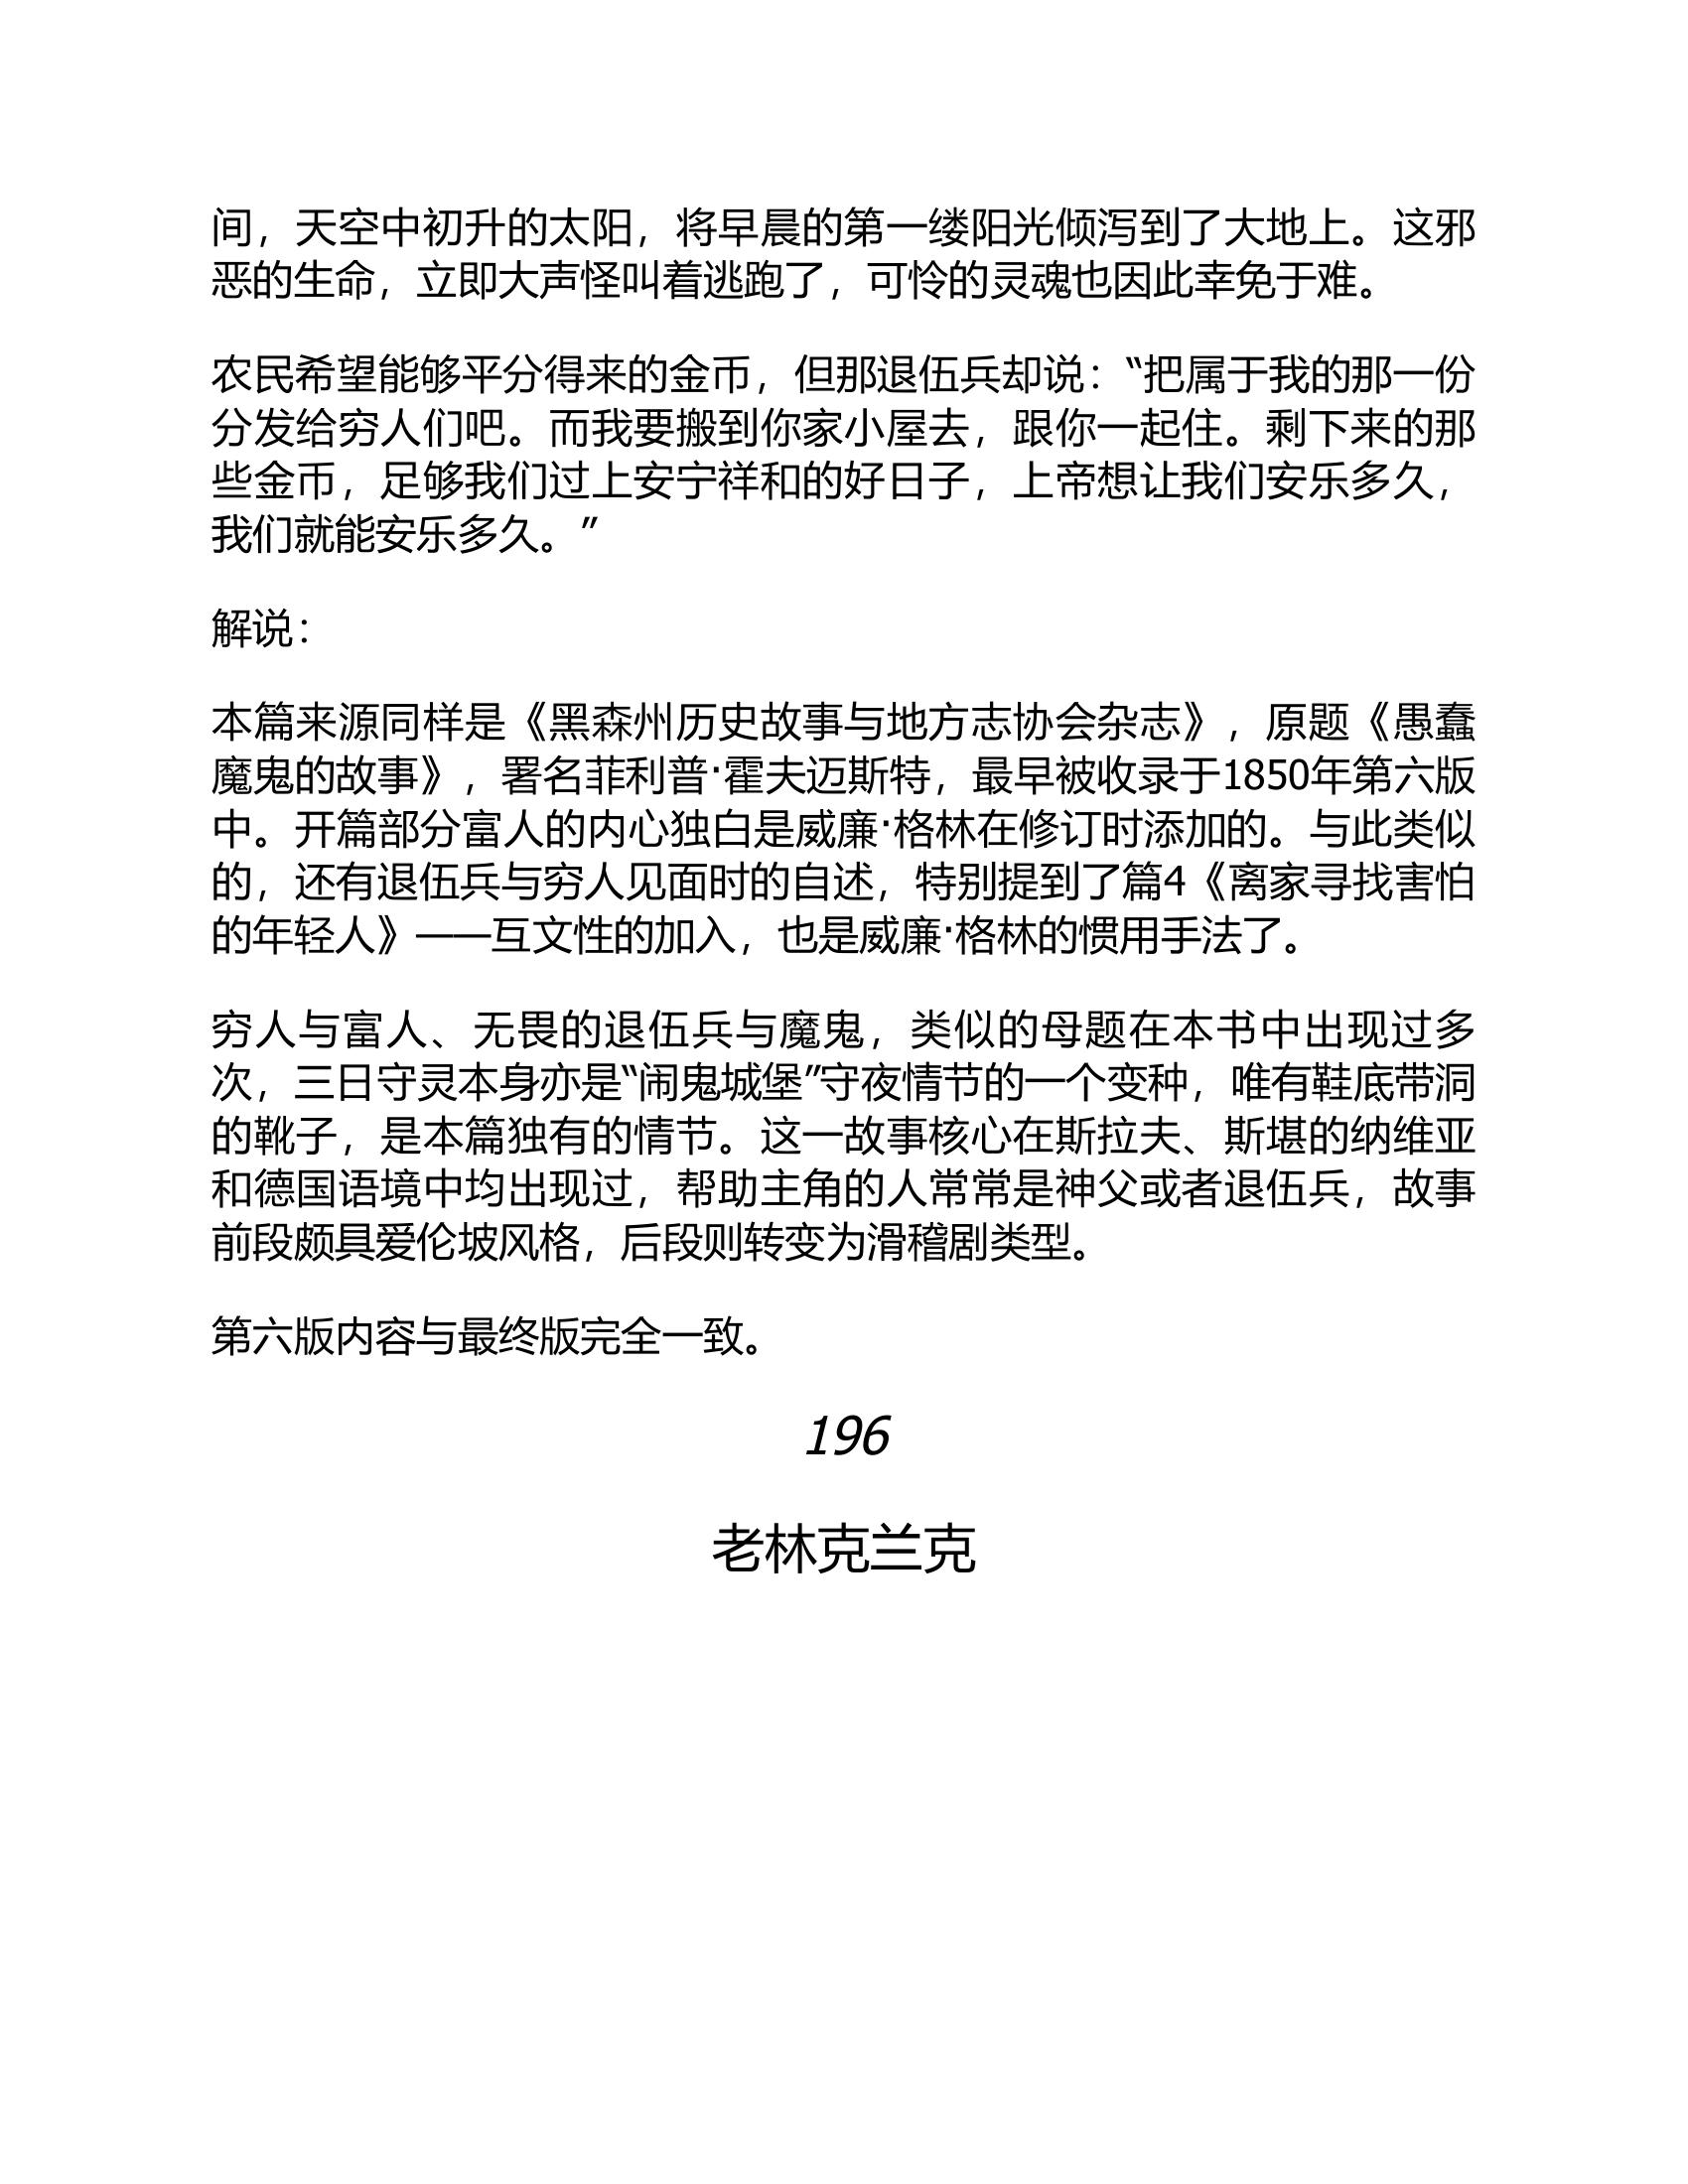 间，天空中初升的太阳，将早晨的第一缕阳光倾泻到了大地上。这邪
恶的生命，立即大声怪叫着逃跑了，可怜的灵魂也因此幸免于难。
农民希望能够平分得来的金币，但那退伍兵却说：“把属于我的那一份
分发给穷人们吧。而我要搬到你家小屋去，跟你一起住。剩下来的那
些金币，足够我们过上安宁祥和的好日子，上帝想让我们安乐多久，
我们就能安乐多久。”
解说：
本篇来源同样是《黑森州历史故事与地方志协会杂志》，原题《愚蠢
魔鬼的故事》，署名菲利普·霍夫迈斯特，最早被收录于1850年第六版
中。开篇部分富人的内心独白是威廉·格林在修订时添加的。与此类似
的，还有退伍兵与穷人见面时的自述，特别提到了篇4《离家寻找害怕
的年轻人》——互文性的加入，也是威廉·格林的惯用手法了。
穷人与富人、无畏的退伍兵与魔鬼，类似的母题在本书中出现过多
次，三日守灵本身亦是“闹鬼城堡”守夜情节的一个变种，唯有鞋底带洞
的靴子，是本篇独有的情节。这一故事核心在斯拉夫、斯堪的纳维亚
和德国语境中均出现过，帮助主角的人常常是神父或者退伍兵，故事
前段颇具爱伦坡风格，后段则转变为滑稽剧类型。
第六版内容与最终版完全一致。
196
老林克兰克